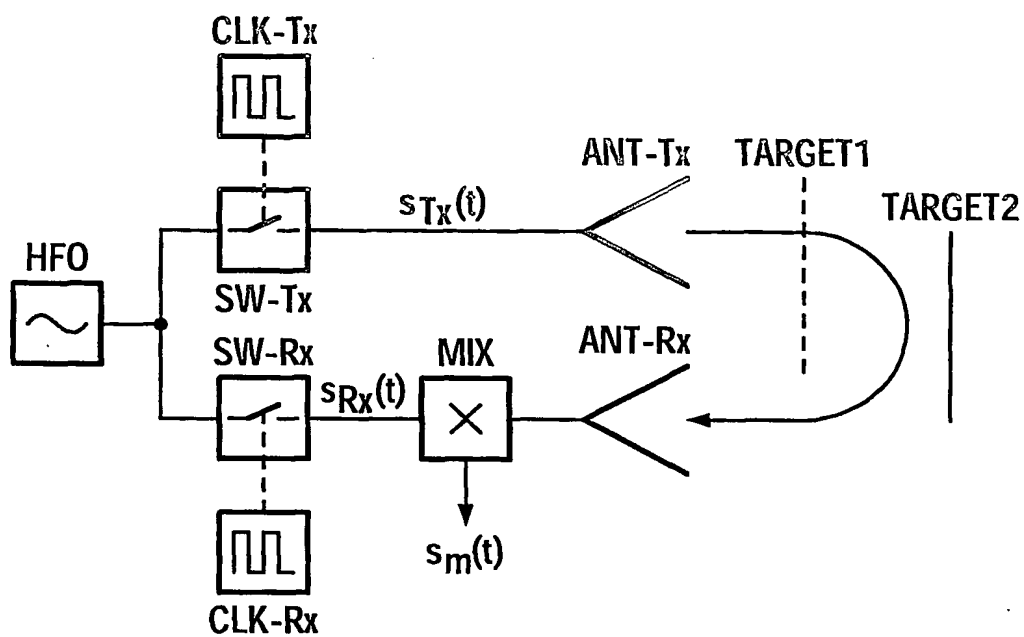 CLK-Tx
ANT-Tx
TARGET1
TARGET2
sTx(t)
HFO
SW-Tx
SW-Rx
MIX
ANT-Rx
sRx(t)
sm(t)
CLK-Rx